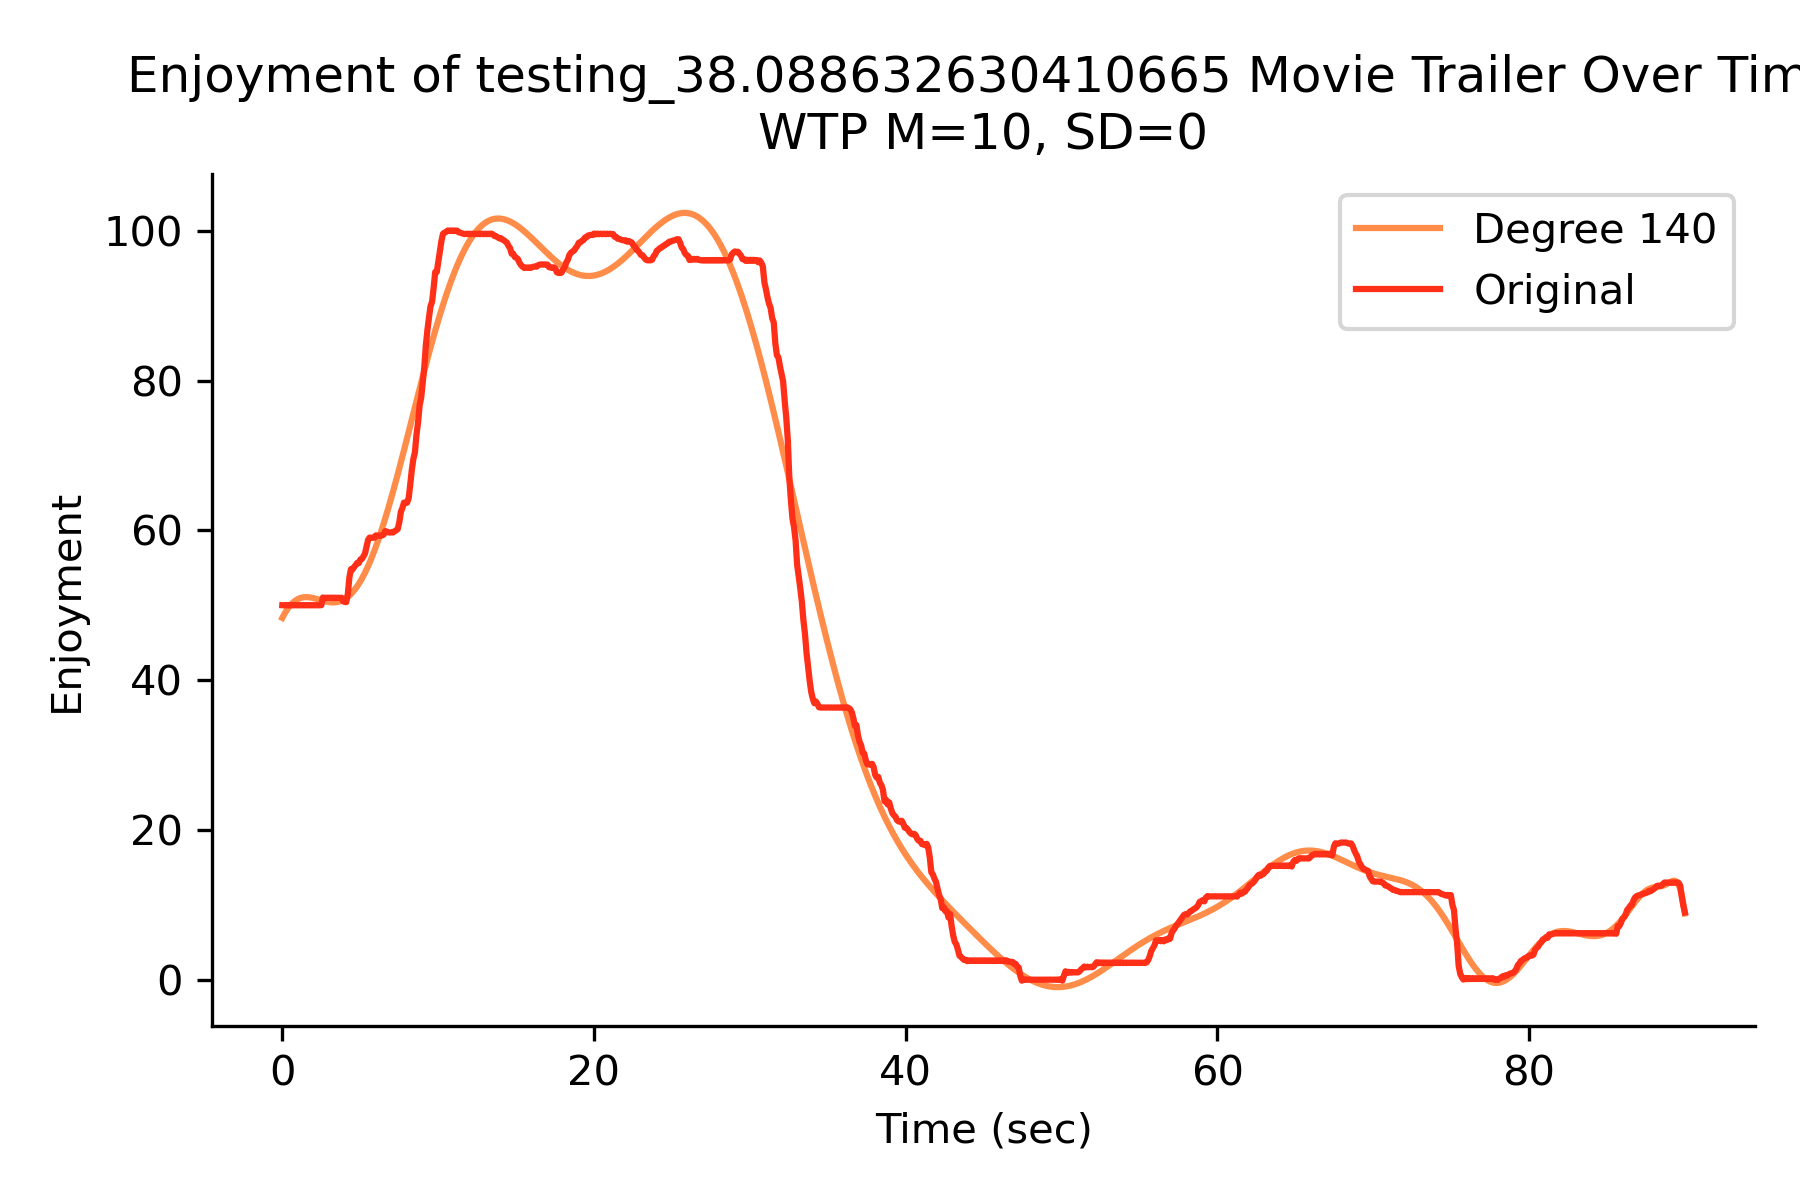 Enjoyment of testing_38.088632630410665 Movie Trailer Over Tim
WTP M=10, SD=0
Degree 140
Original
100
80
60
40
20
0
Enjoyment
0 20 40 60 80
Time (sec)